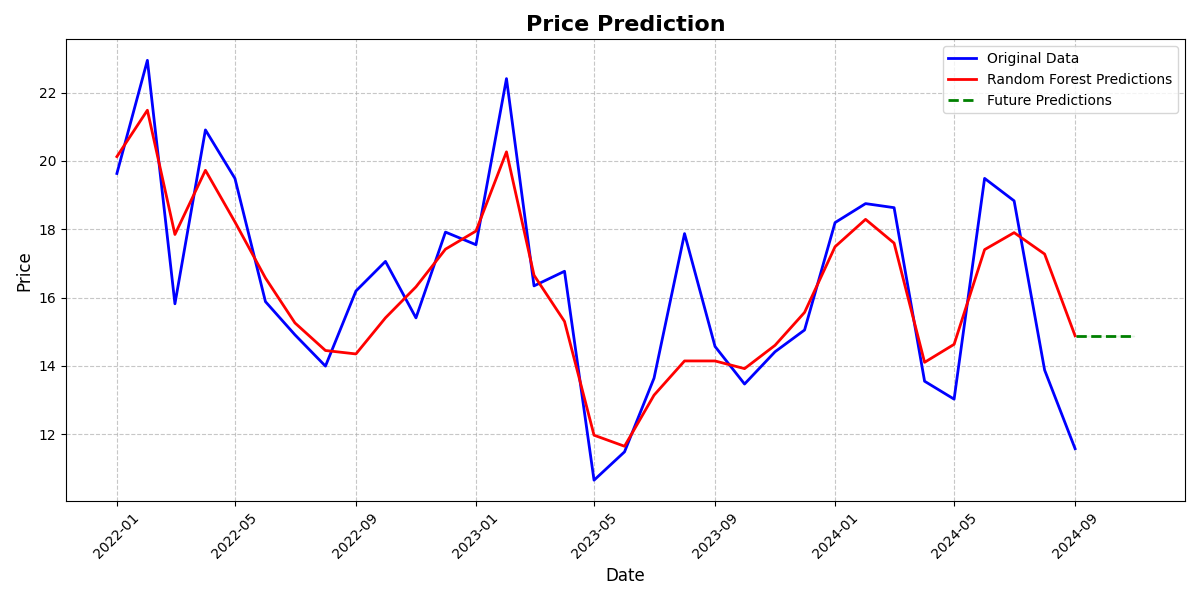 Price Prediction
Original Data
Random Forest Predictions
Future Predictions
Price
22
20
18
16
14
12
2022-01
2022-05
2022-09
2023-01
2023-05
2023-09
2024-01
2024-05
2024-09
Date